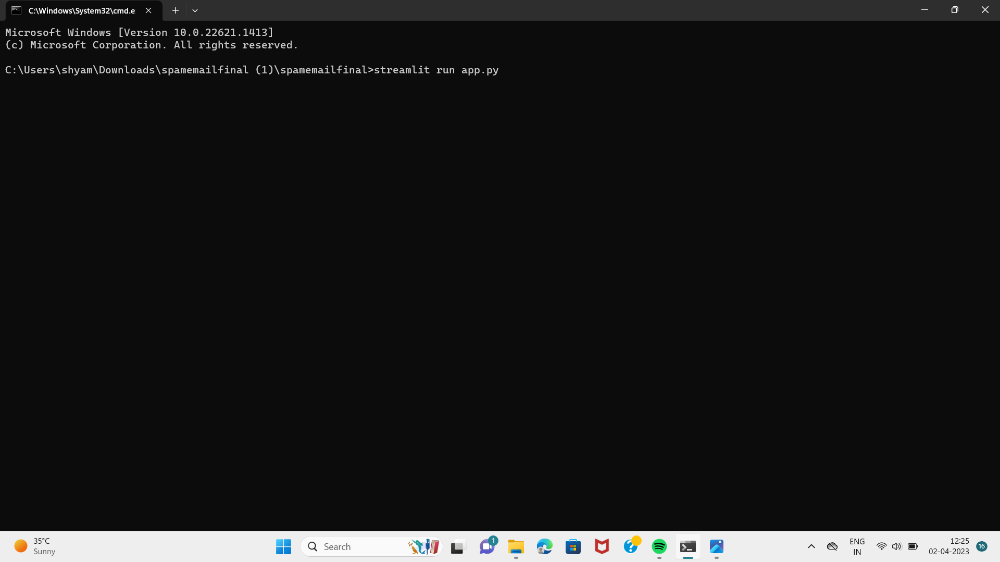 C:\Windows\System32\cmd.e
Microsoft Windows [Version 10.0.22621.1413]
(c) Microsoft Corporation. All rights reserved.
C:\Users\shyam\Downloads\spamemailfinal (1)\spamemailfinal>streamlit run app.py
35°C
Sunny
Search
1
ENG
IN
12:25
02-04-2023
16